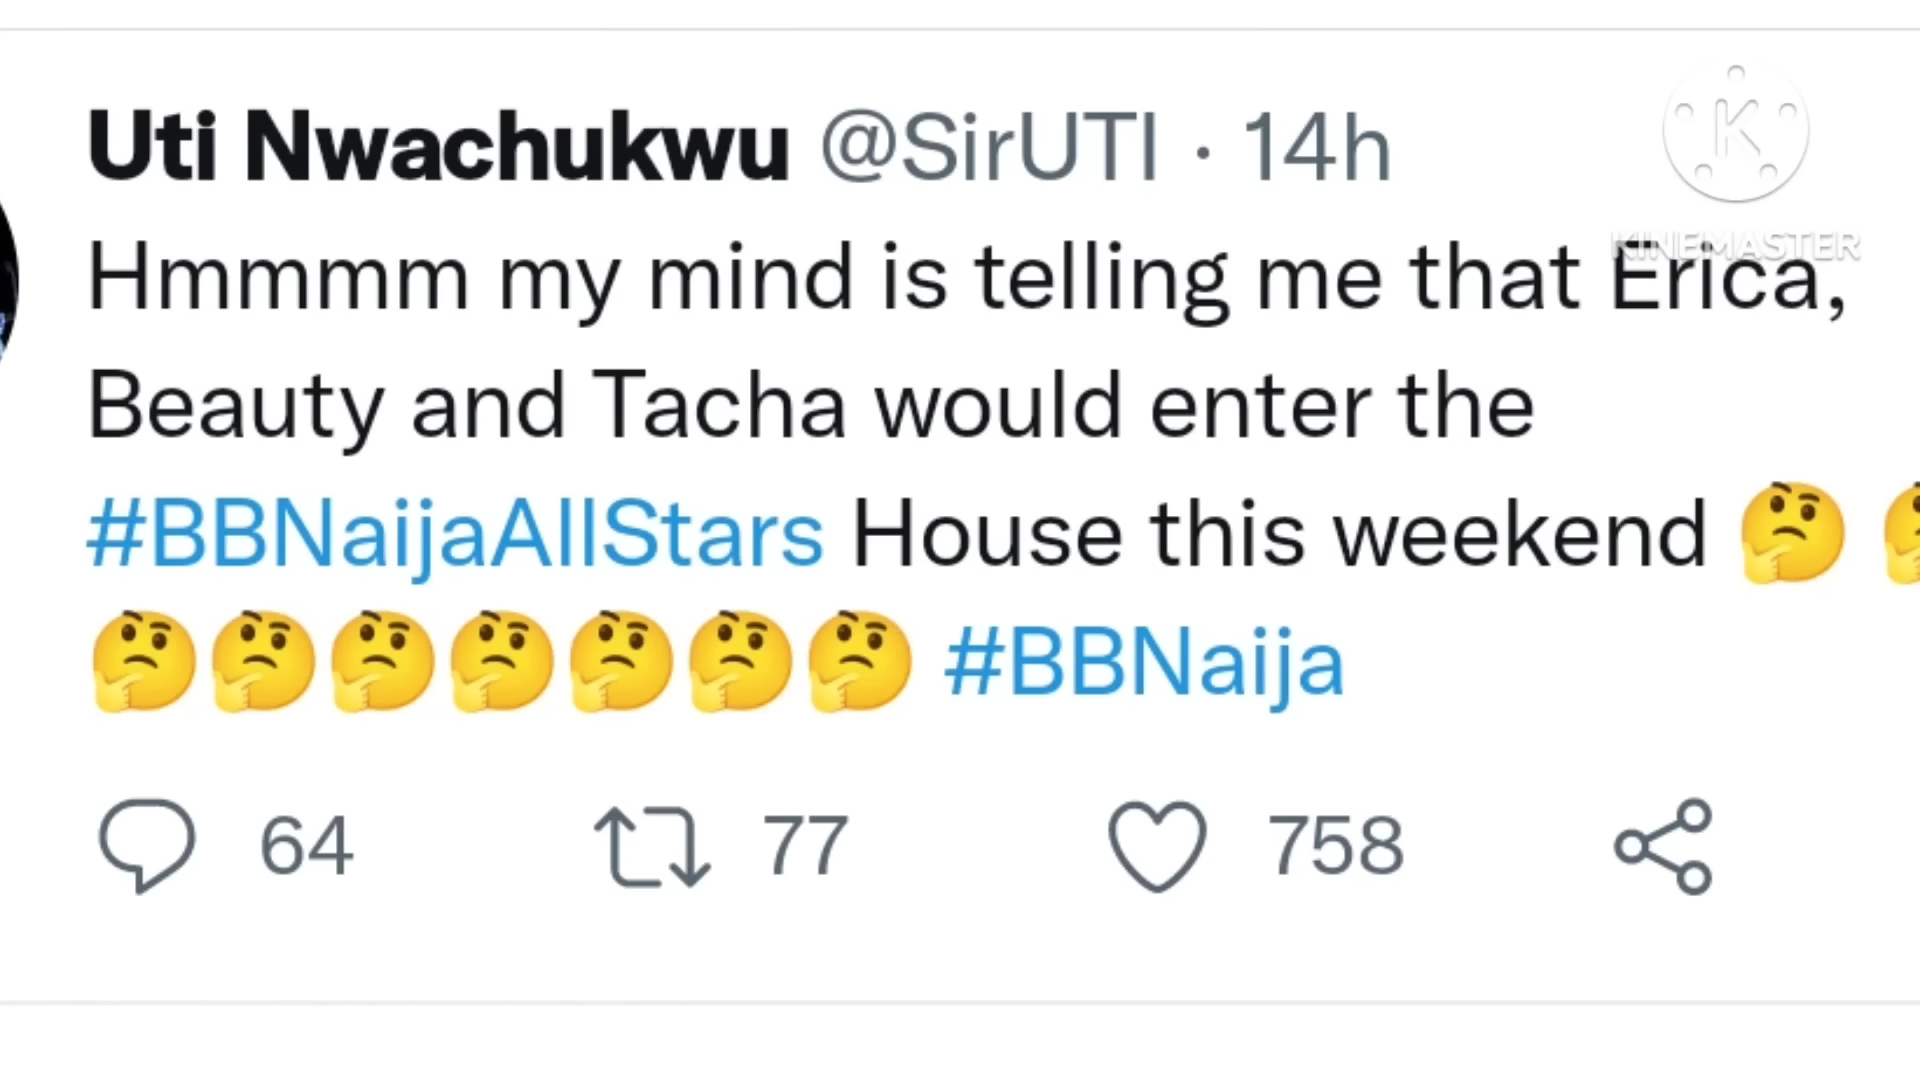 Uti Nwachukwu @SirUTI · 14h
K
KINEMASTER
Hmmmm my mind is telling me that Erica,
Beauty and Tacha would enter the
#BBNaijaAllStars House this weekend 🤔 🤔
🤔🤔🤔🤔🤔🤔🤔 #BBNaija
64 77 758